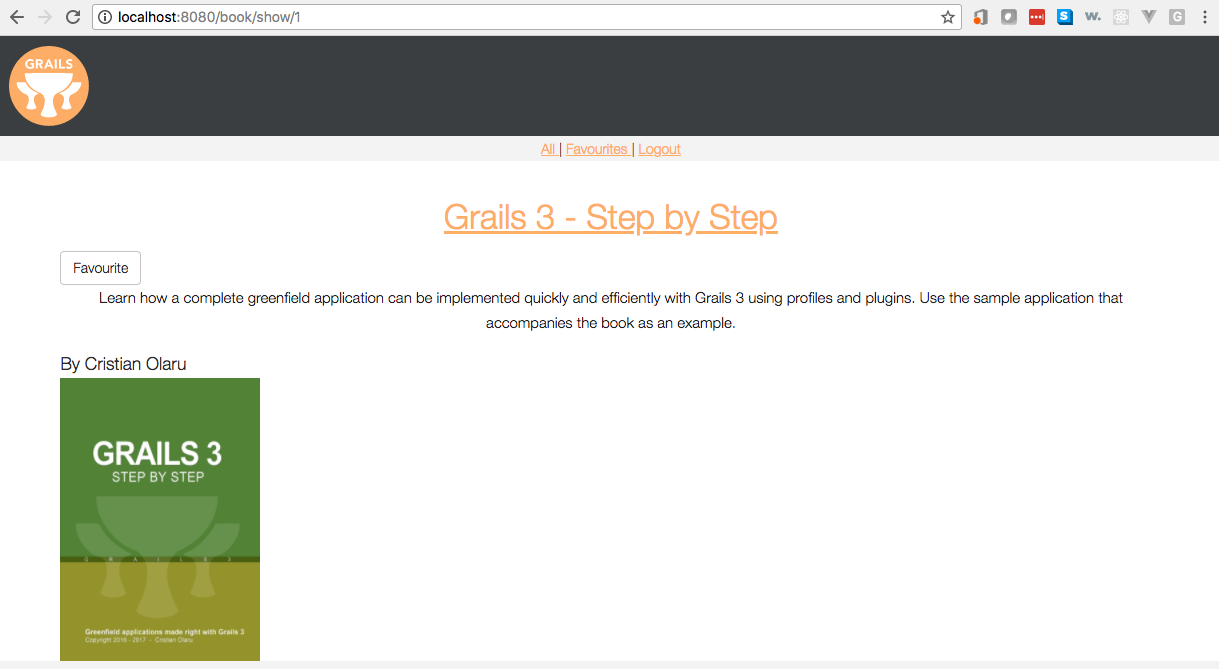 localhost:8080/book/show/1
GRAILS
All | Favourites | Logout
Grails 3 - Step by Step
Favourite
Learn how a complete greenfield application can be implemented quickly and efficiently with Grails 3 using profiles and plugins. Use the sample application that
accompanies the book as an example.
By Cristian Olaru
GRAILS 3
STEP BY STEP
G R A I L S 3
Greenfield applications made right with Grails 3
Copyright 2016 - 2017 - Cristian Olaru